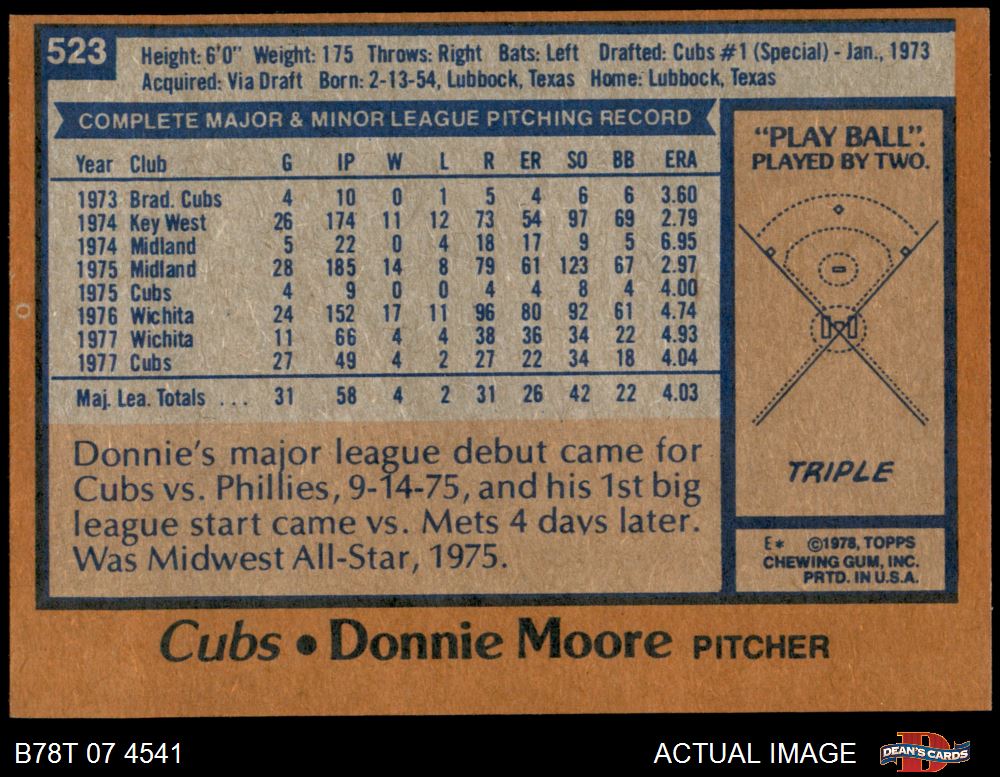 523
Height: 6'0" Weight: 175 Throws: Right Bats: Left Drafted: Cubs #1 (Special) - Jan., 1973
Acquired: Via Draft Born: 2-13-54, Lubbock, Texas Home: Lubbock, Texas
COMPLETE MAJOR & MINOR LEAGUE PITCHING RECORD
Year Club G IP W L R ER SO BB ERA
1973 Brad. Cubs 4 10 0 1 5 4 6 6 3.60
1974 Key West 26 174 11 12 73 54 97 69 2.79
1974 Midland 5 22 0 4 18 17 9 5 6.95
1975 Midland 28 185 14 8 79 61 123 67 2.97
1975 Cubs 4 9 0 0 4 4 8 4 4.00
1976 Wichita 24 152 17 11 96 80 92 61 4.74
1977 Wichita 11 66 4 4 38 36 34 22 4.93
1977 Cubs 27 49 4 2 27 22 34 18 4.04
Maj. Lea. Totals ... 31 58 4 2 31 26 42 22 4.03
Donnie's major league debut came for
Cubs vs. Phillies, 9-14-75, and his 1st big
league start came vs. Mets 4 days later.
Was Midwest All-Star, 1975.
"PLAY BALL".
PLAYED BY TWO.
TRIPLE
E* ©1978, TOPPS
CHEWING GUM, INC.
PRTD. IN U.S.A.
Cubs • Donnie Moore PITCHER
B78T 07 4541
ACTUAL IMAGE
DEAN'S CARDS